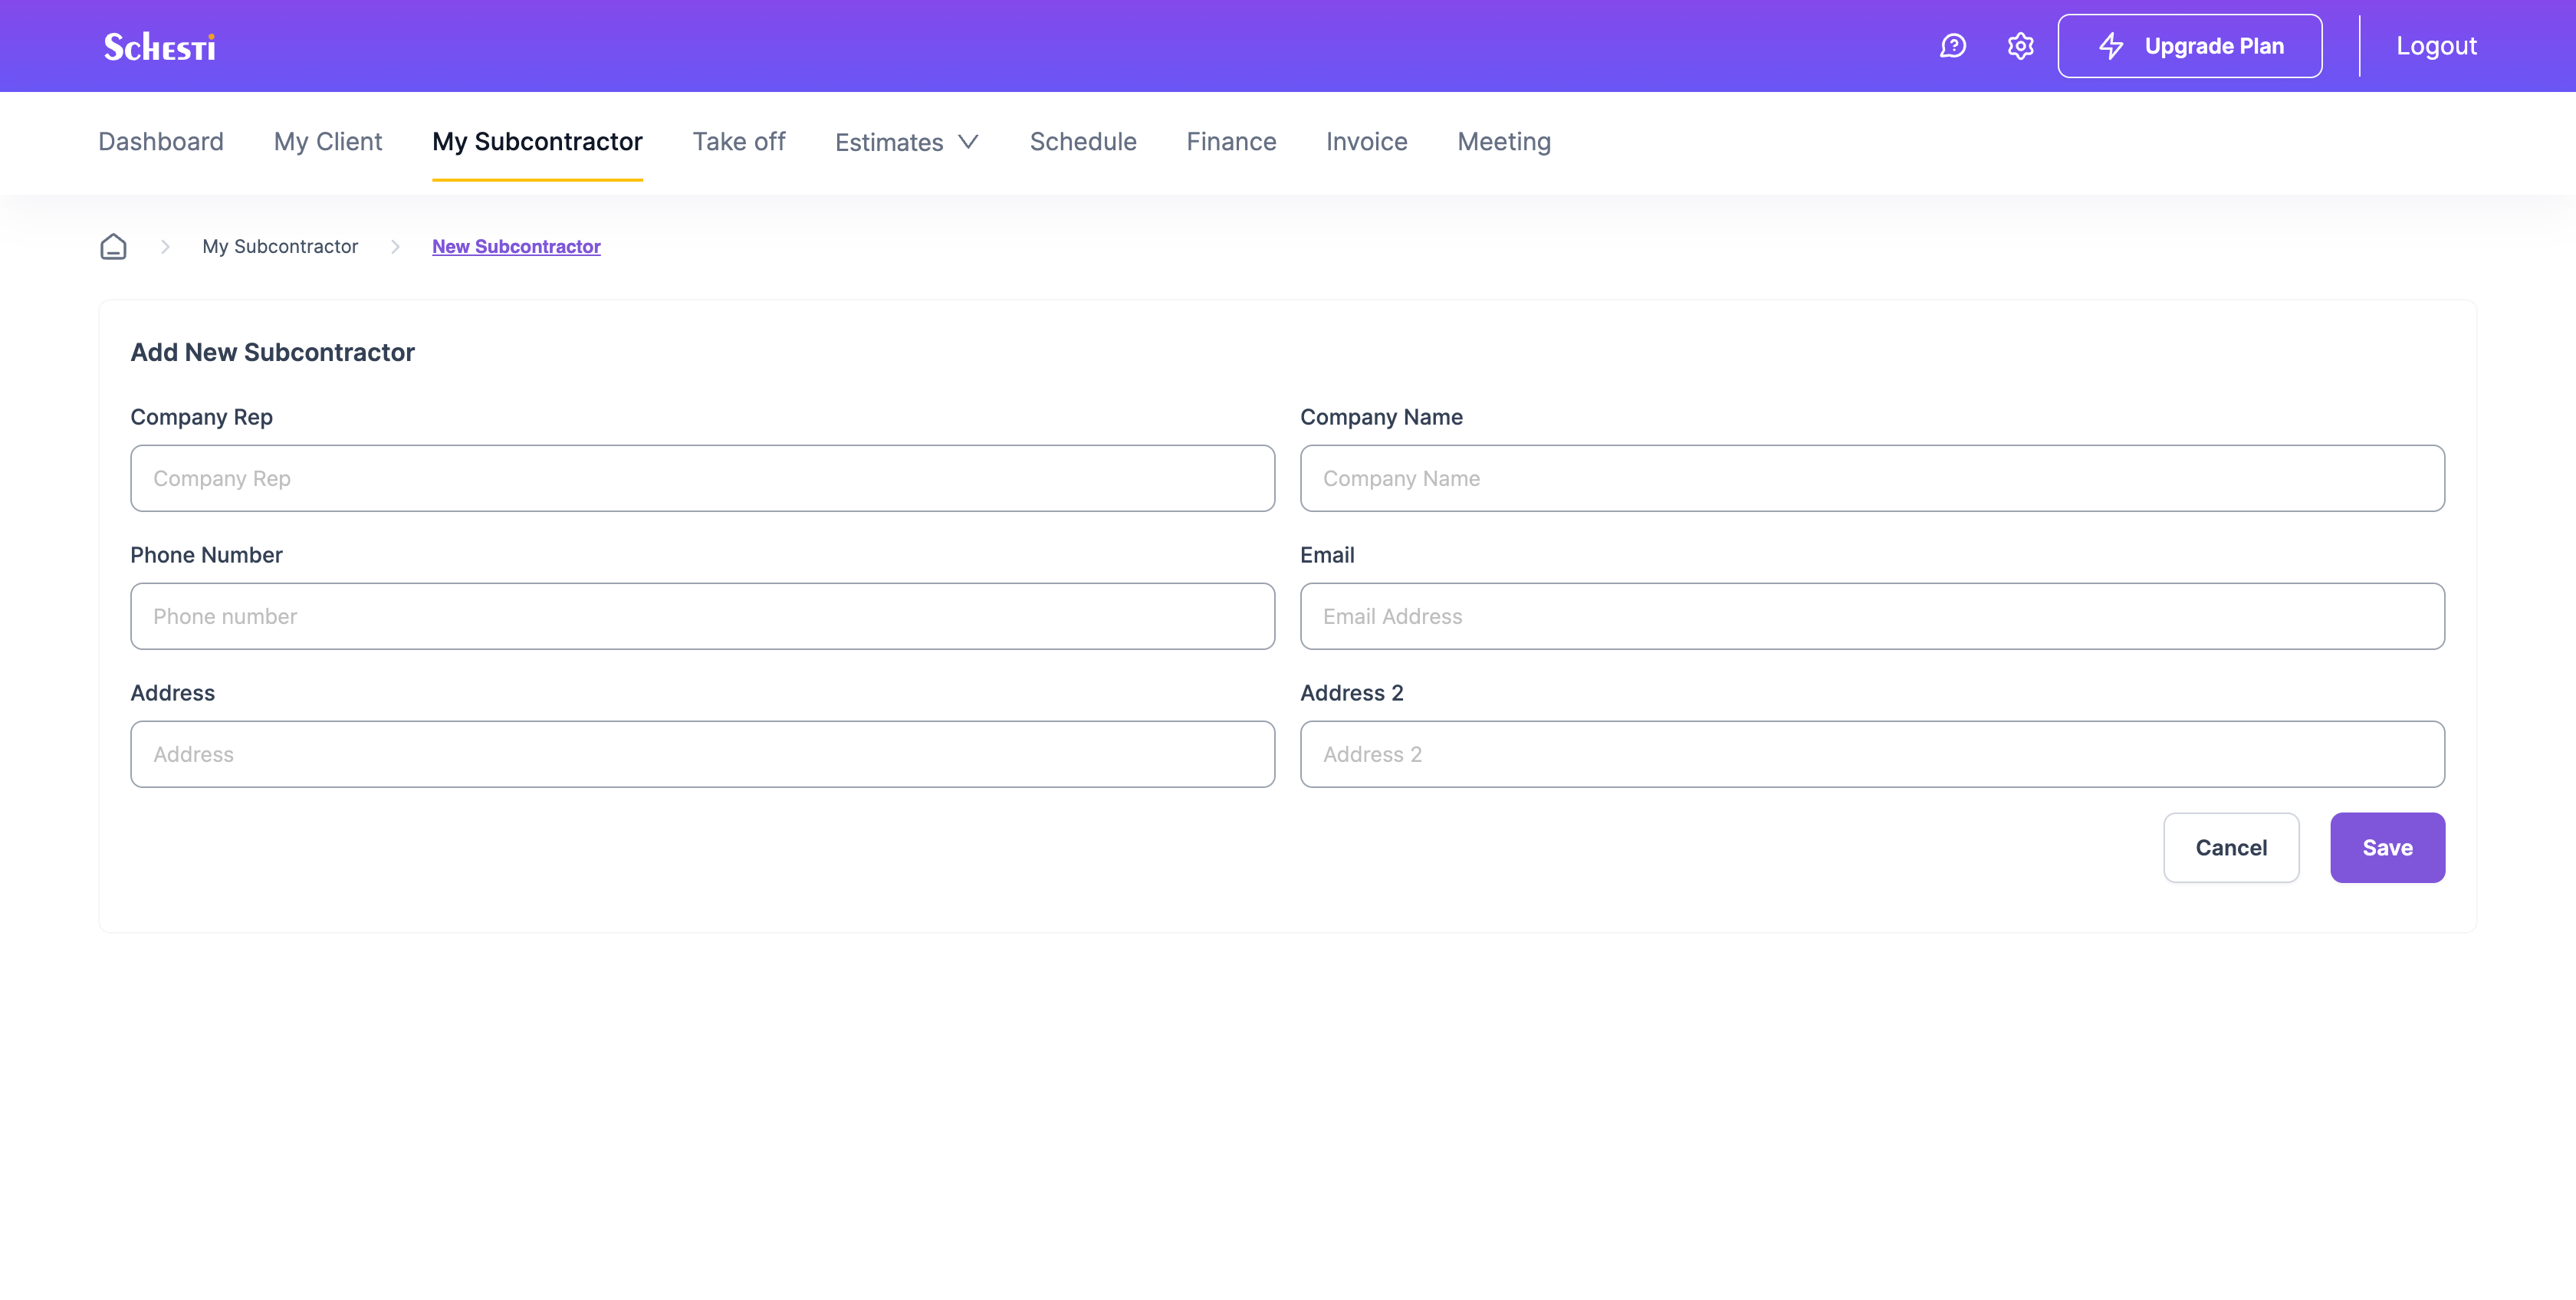 Schesti
Upgrade Plan
Logout
Dashboard
My Client
My Subcontractor
Take off
Estimates
Schedule
Finance
Invoice
Meeting
My Subcontractor
New Subcontractor
Add New Subcontractor
Company Rep
Company Name
Company Rep
Company Name
Phone Number
Email
Phone number
Email Address
Address
Address 2
Address
Address 2
Cancel
Save